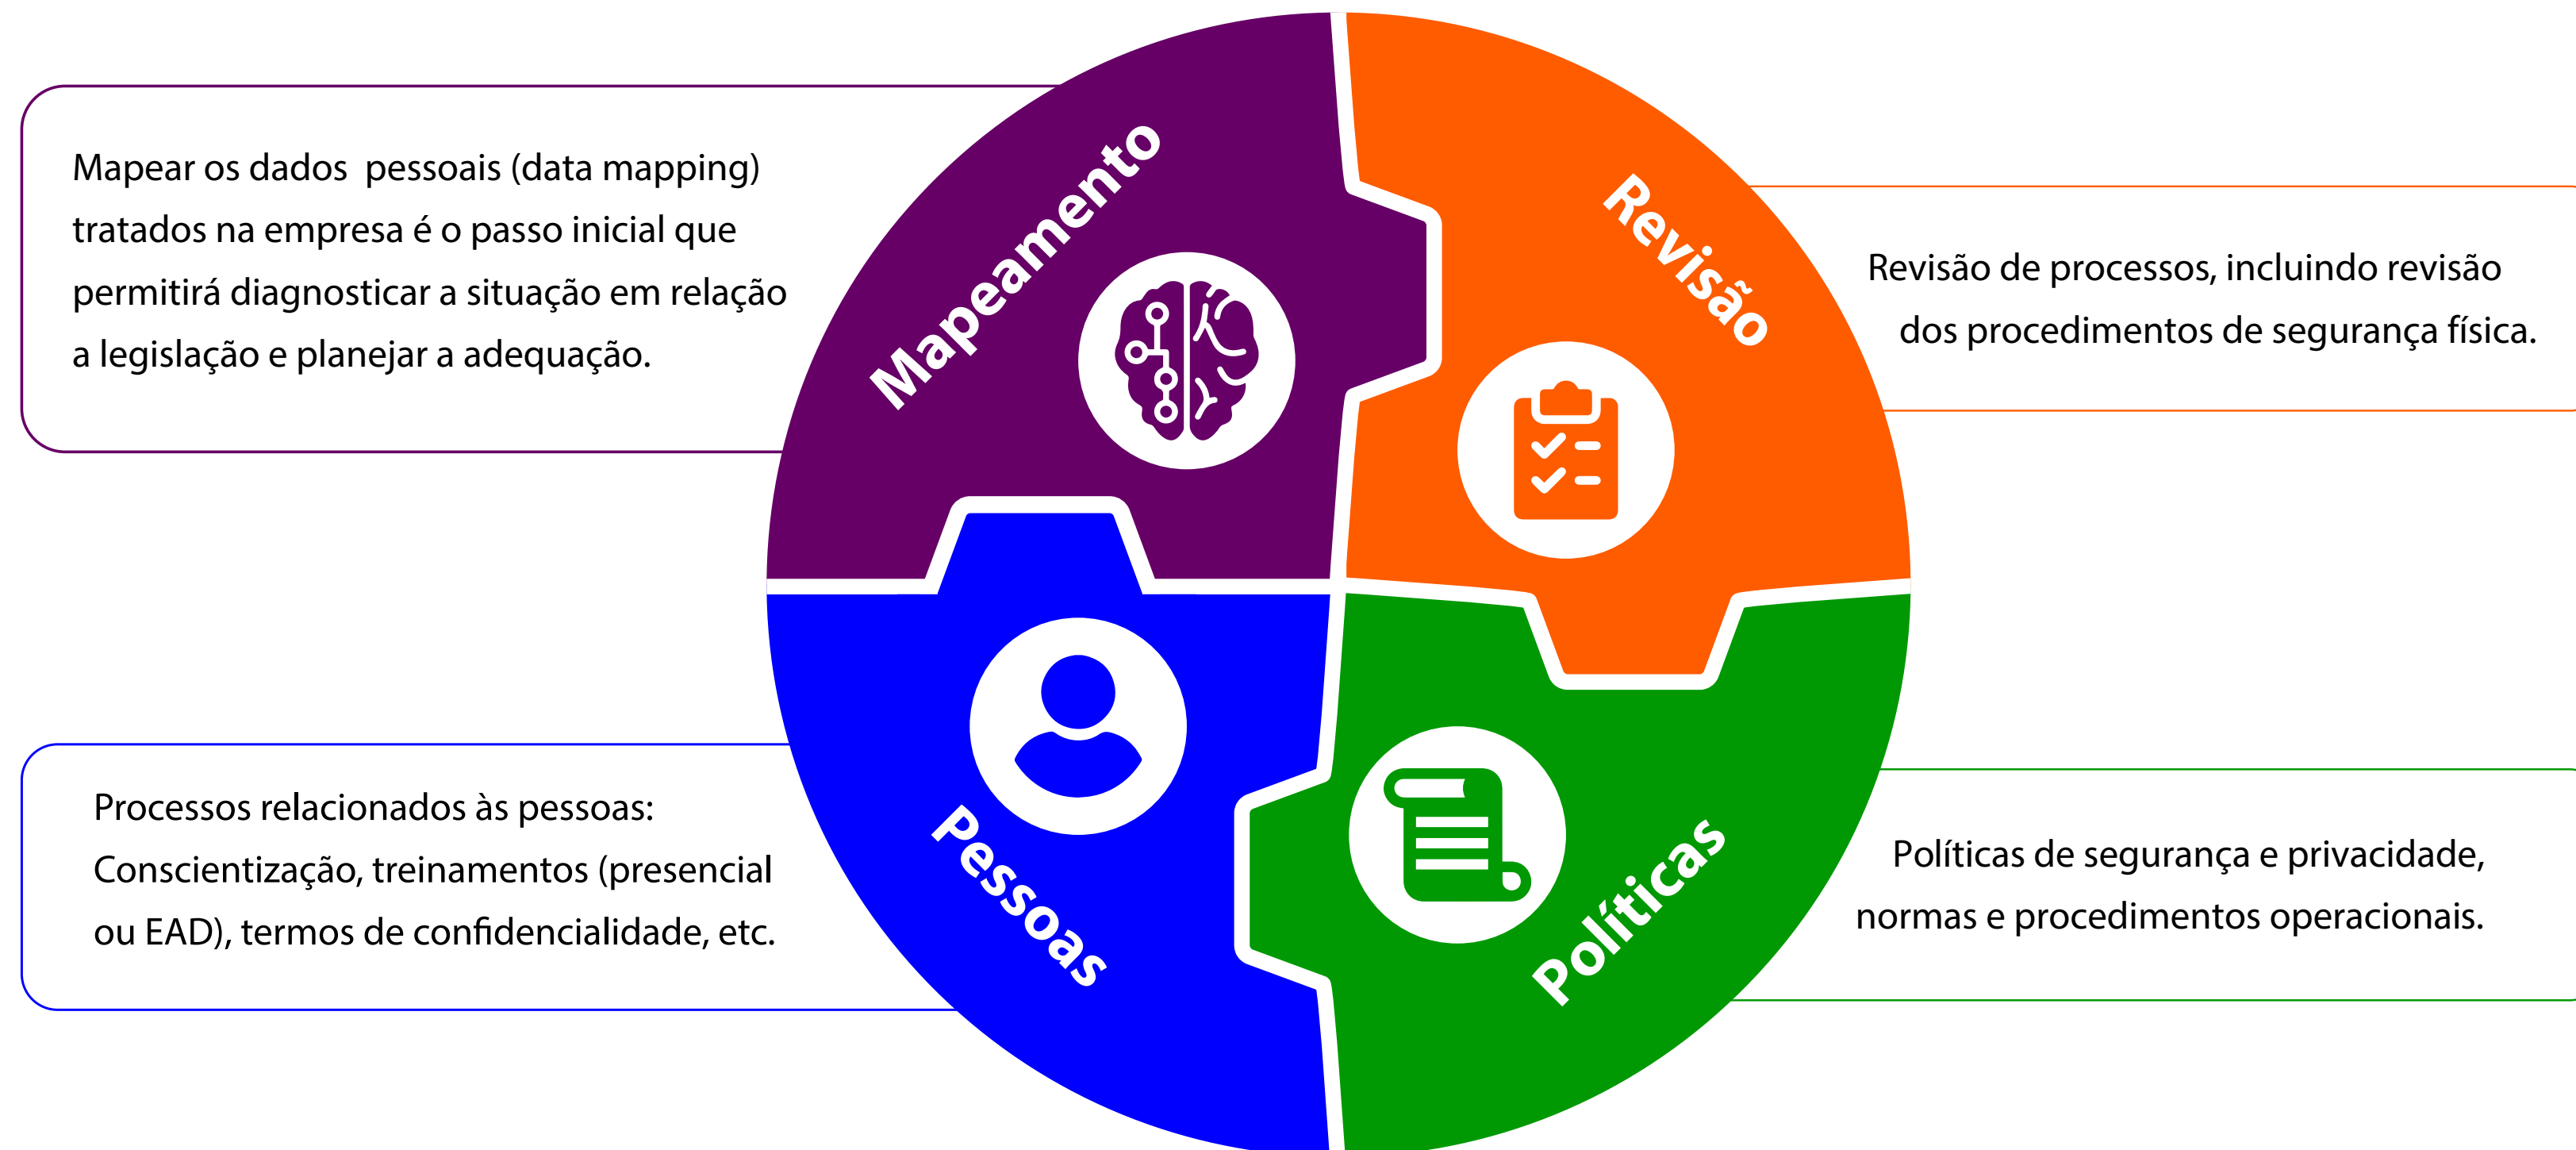 Mapeamento
Mapear os dados pessoais (data mapping)
tratados na empresa é o passo inicial que
permitirá diagnosticar a situação em relação
a legislação e planejar a adequação.
Revisão
Revisão de processos, incluindo revisão
dos procedimentos de segurança física.
Pessoas
Processos relacionados às pessoas:
Conscientização, treinamentos (presencial
ou EAD), termos de confidencialidade, etc.
Políticas
Políticas de segurança e privacidade,
normas e procedimentos operacionais.